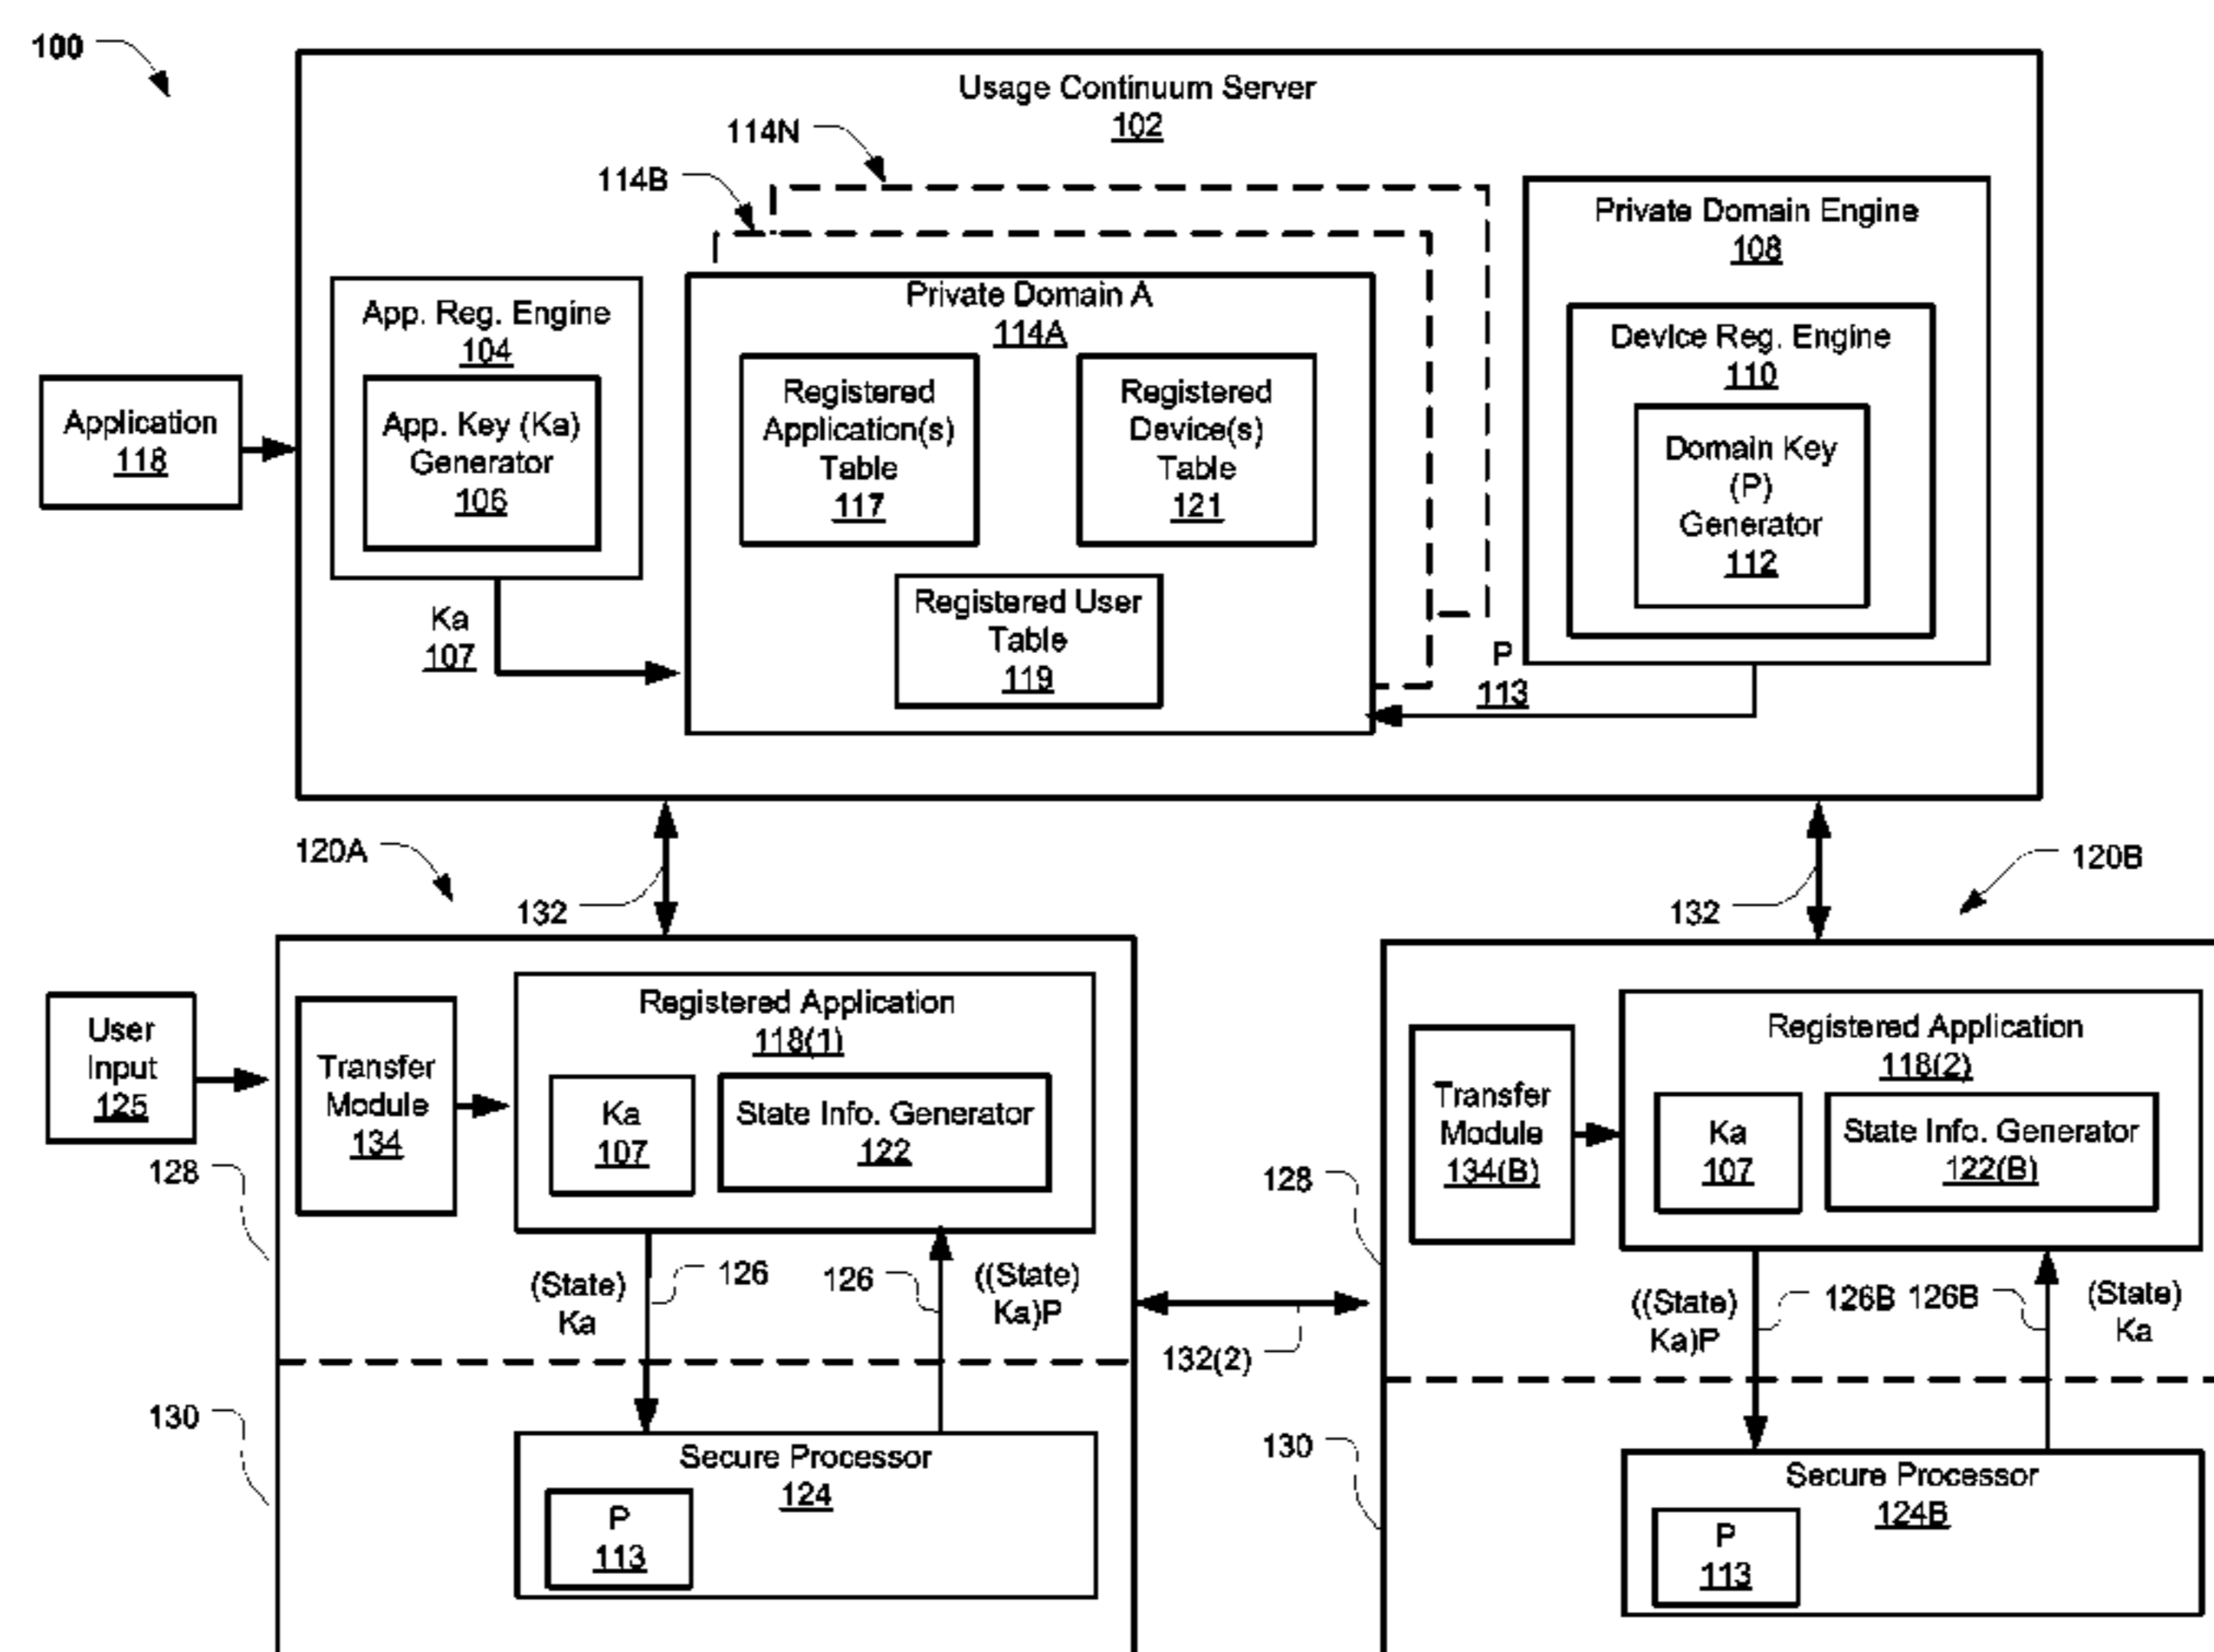 100
Usage Continuum Server
102
114N
114B
Private Domain Engine
108
App. Reg. Engine
104
Private Domain A
114A
Device Reg. Engine
110
Application
118
App. Key (Ka)
Generator
106
Registered
Application(s)
Table
117
Registered
Device(s)
Table
121
Domain Key
(P)
Generator
112
Ka
107
Registered User
Table
119
P
113
120A
132
132
120B
User
Input
125
Transfer
Module
134
Registered Application
118(1)
Ka
107
State Info. Generator
122
Transfer
Module
134(B)
Registered Application
118(2)
Ka
107
State Info. Generator
122(B)
128
(State)
Ka
126
126
((State)
Ka)P
132(2)
128
((State)
Ka)P
126B
126B
(State)
Ka
130
Secure Processor
124
P
113
130
Secure Processor
124B
P
113